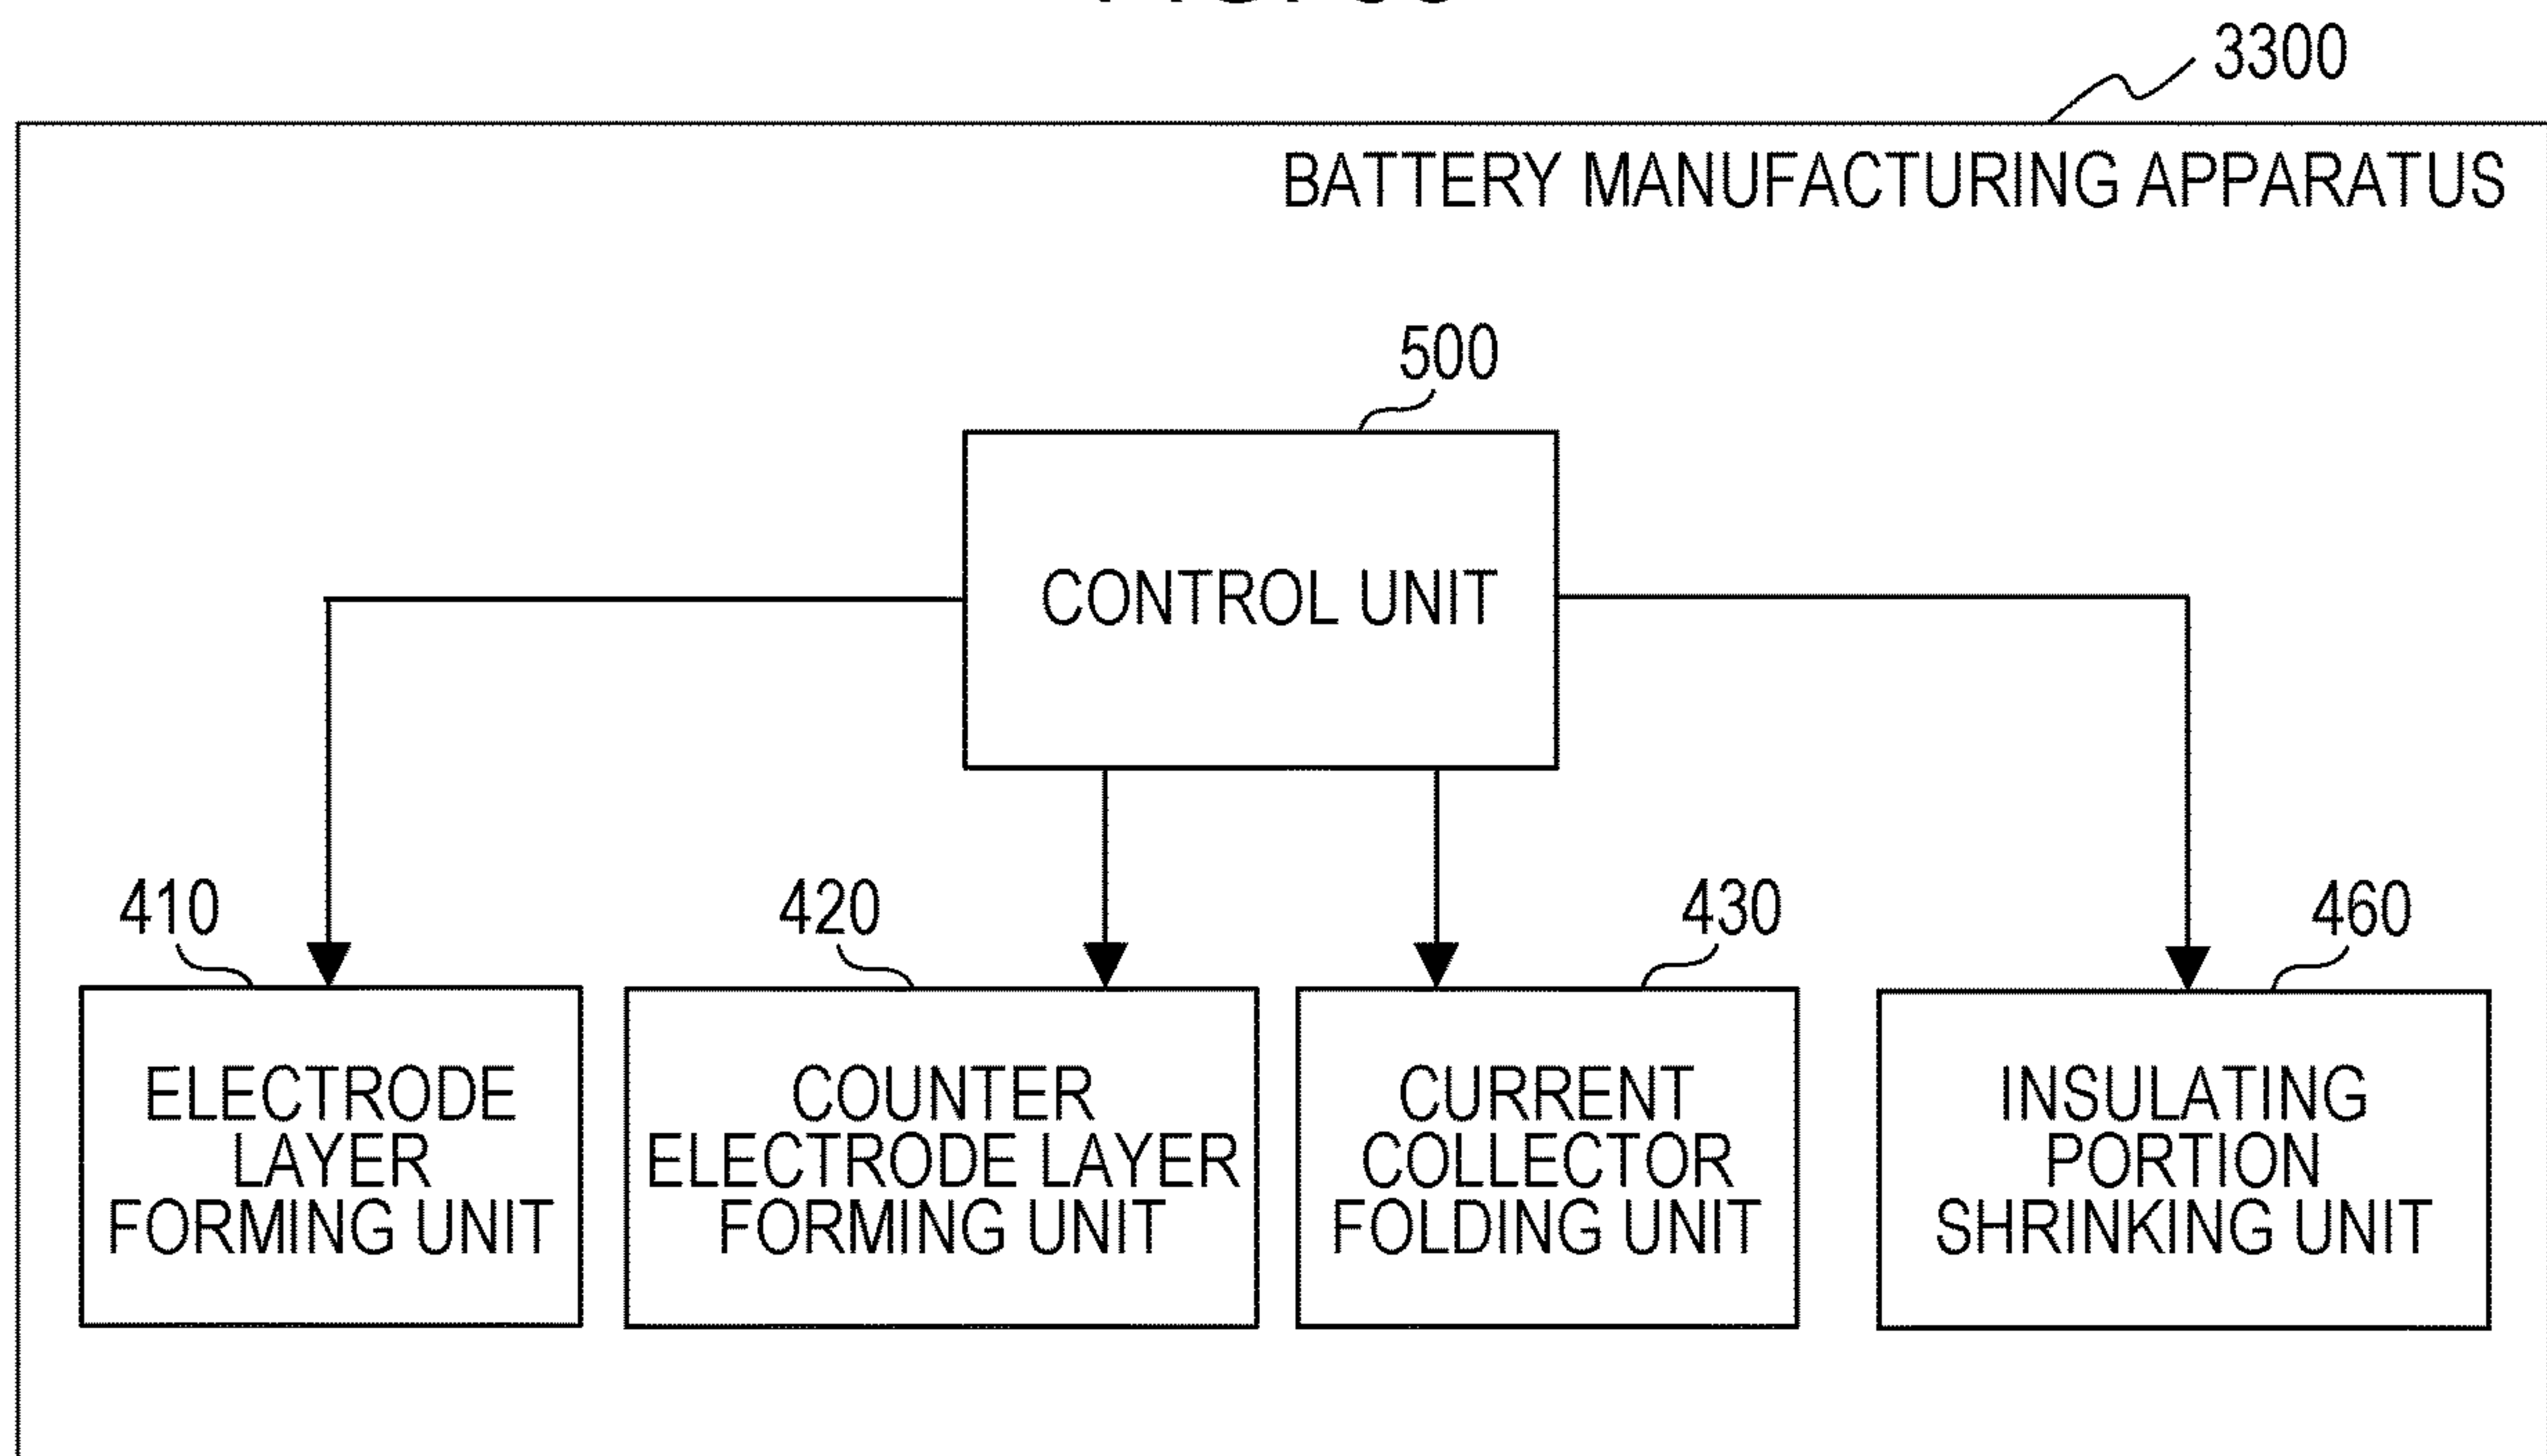 3300
BATTERY MANUFACTURING APPARATUS
500
CONTROL UNIT
410
420
430
460
ELECTRODE
LAYER
FORMING UNIT
COUNTER
ELECTRODE LAYER
FORMING UNIT
CURRENT
COLLECTOR
FOLDING UNIT
INSULATING
PORTION
SHRINKING UNIT